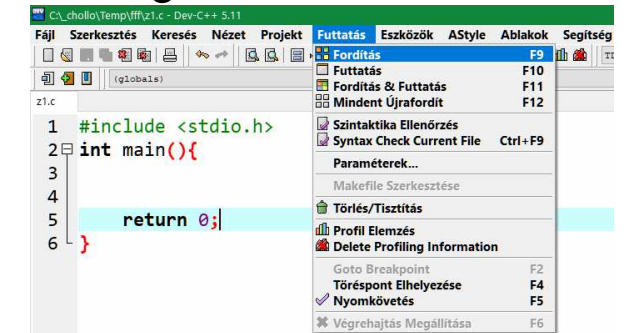 C:\_chollo\Temp\fff\z1.c - Dev-C++ 5.11
Fájl Szerkesztés Keresés Nézet Projekt Futtatás Eszközök AStyle Ablakok Segítség
(globals)
z1.c
Fordítás F9
Futtatás F10
Fordítás & Futtatás F11
Mindent Újrafordít F12
Szintaktika Ellenőrzés
Syntax Check Current File Ctrl+F9
Paraméterek...
Makefile Szerkesztése
Törlés/Tisztítás
Profil Elemzés
Delete Profiling Information
Goto Breakpoint F2
Töréspont Elhelyezése F4
Nyomkövetés F5
Végrehajtás Megállítása F6
1 #include <stdio.h>
2 int main(){
3
4
5 return 0;
6 }